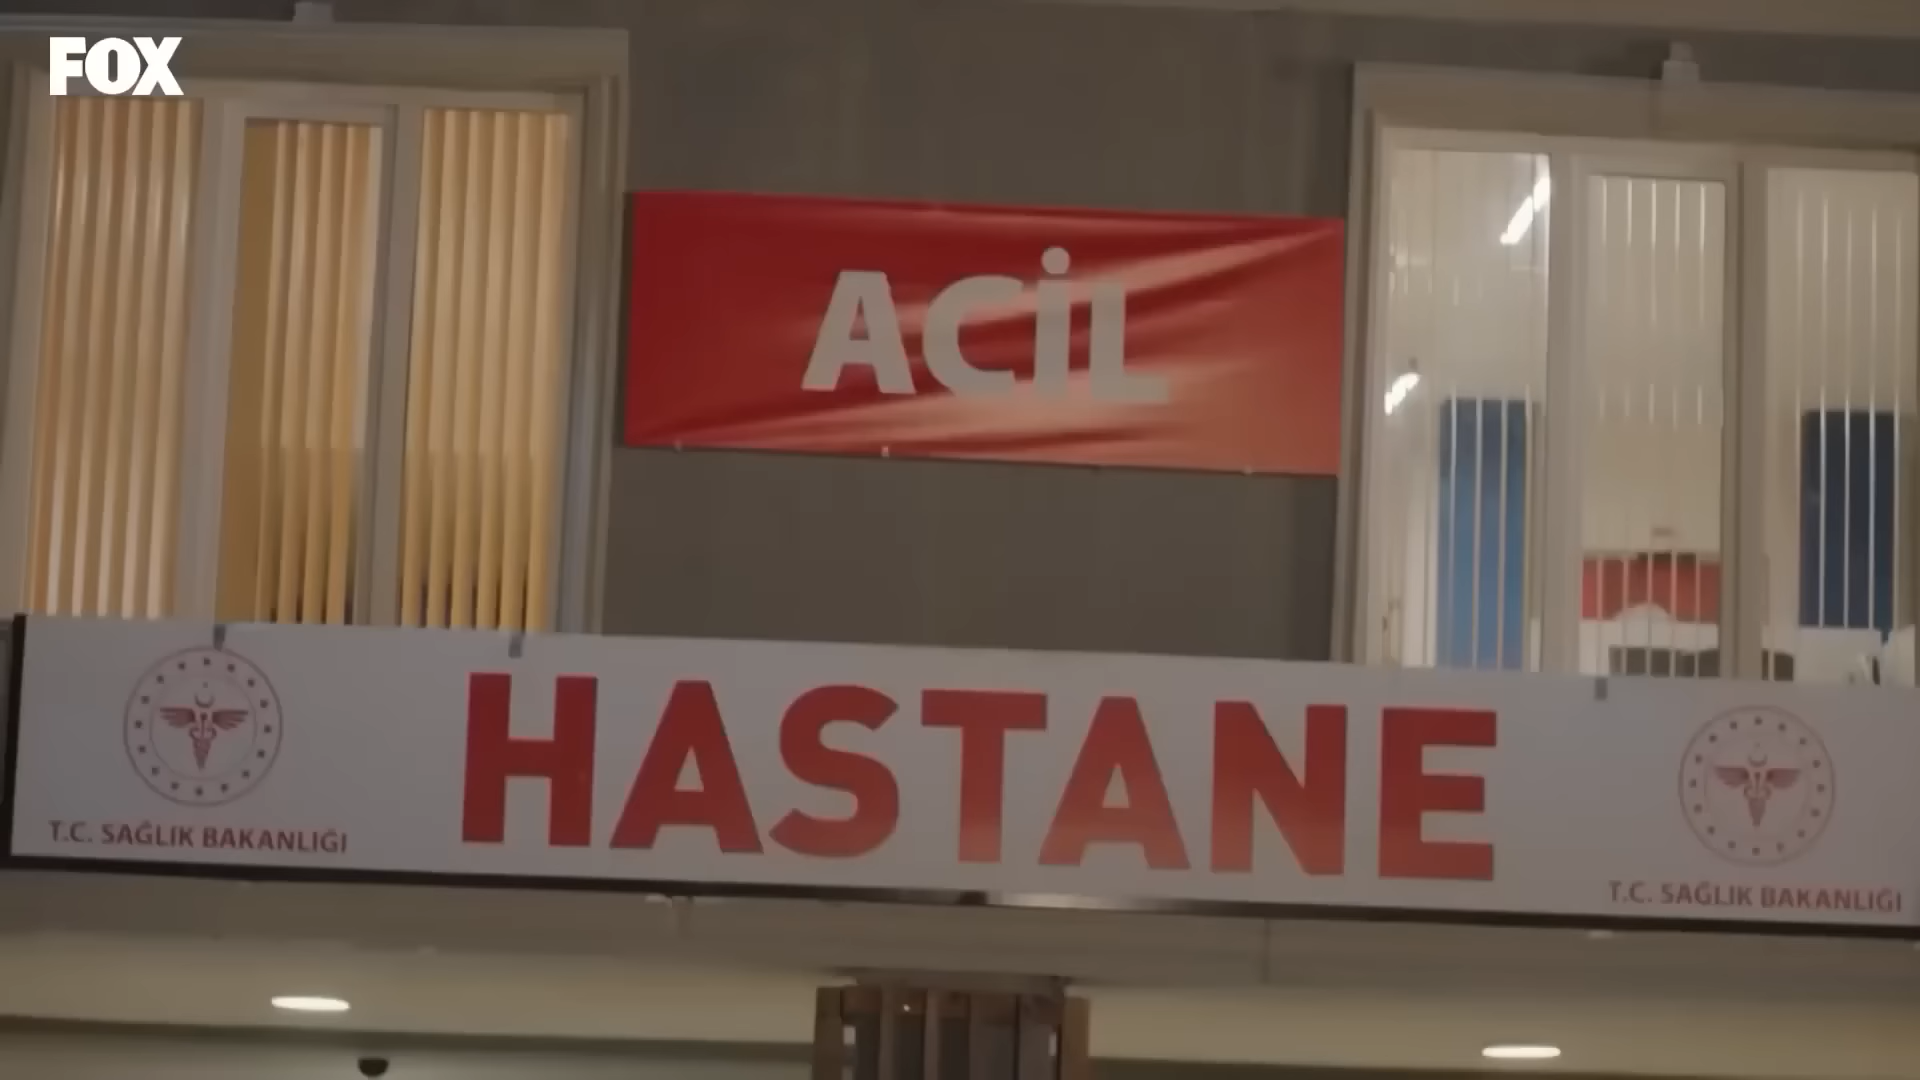 FOX
ACİL
HASTANE
T.C. SAĞLIK BAKANLIĞI
T.C. SAĞLIK BAKANLIĞI